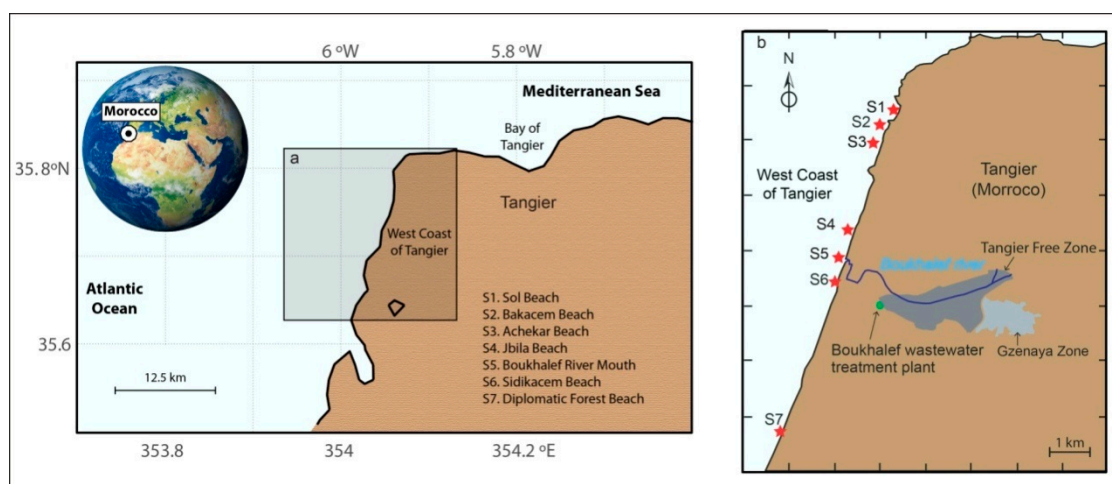 6 ºW
5.8 ºW
Morocco
Mediterranean Sea
Bay of
Tangier
35.8ºN
a
Tangier
West Coast
of Tangier
Atlantic
Ocean
S1. Sol Beach
S2. Bakacem Beach
S3. Achekar Beach
S4. Jbila Beach
S5. Boukhalef River Mouth
S6. Sidikacem Beach
S7. Diplomatic Forest Beach
35.6
12.5 km
353.8
354
354.2 ºE
b
N
S1
S2
S3
West Coast
of Tangier
Tangier
(Morroco)
S4
S5
S6
Boukhalef river
Tangier Free Zone
Boukhalef wastewater
treatment plant
Gzenaya Zone
S7
1 km